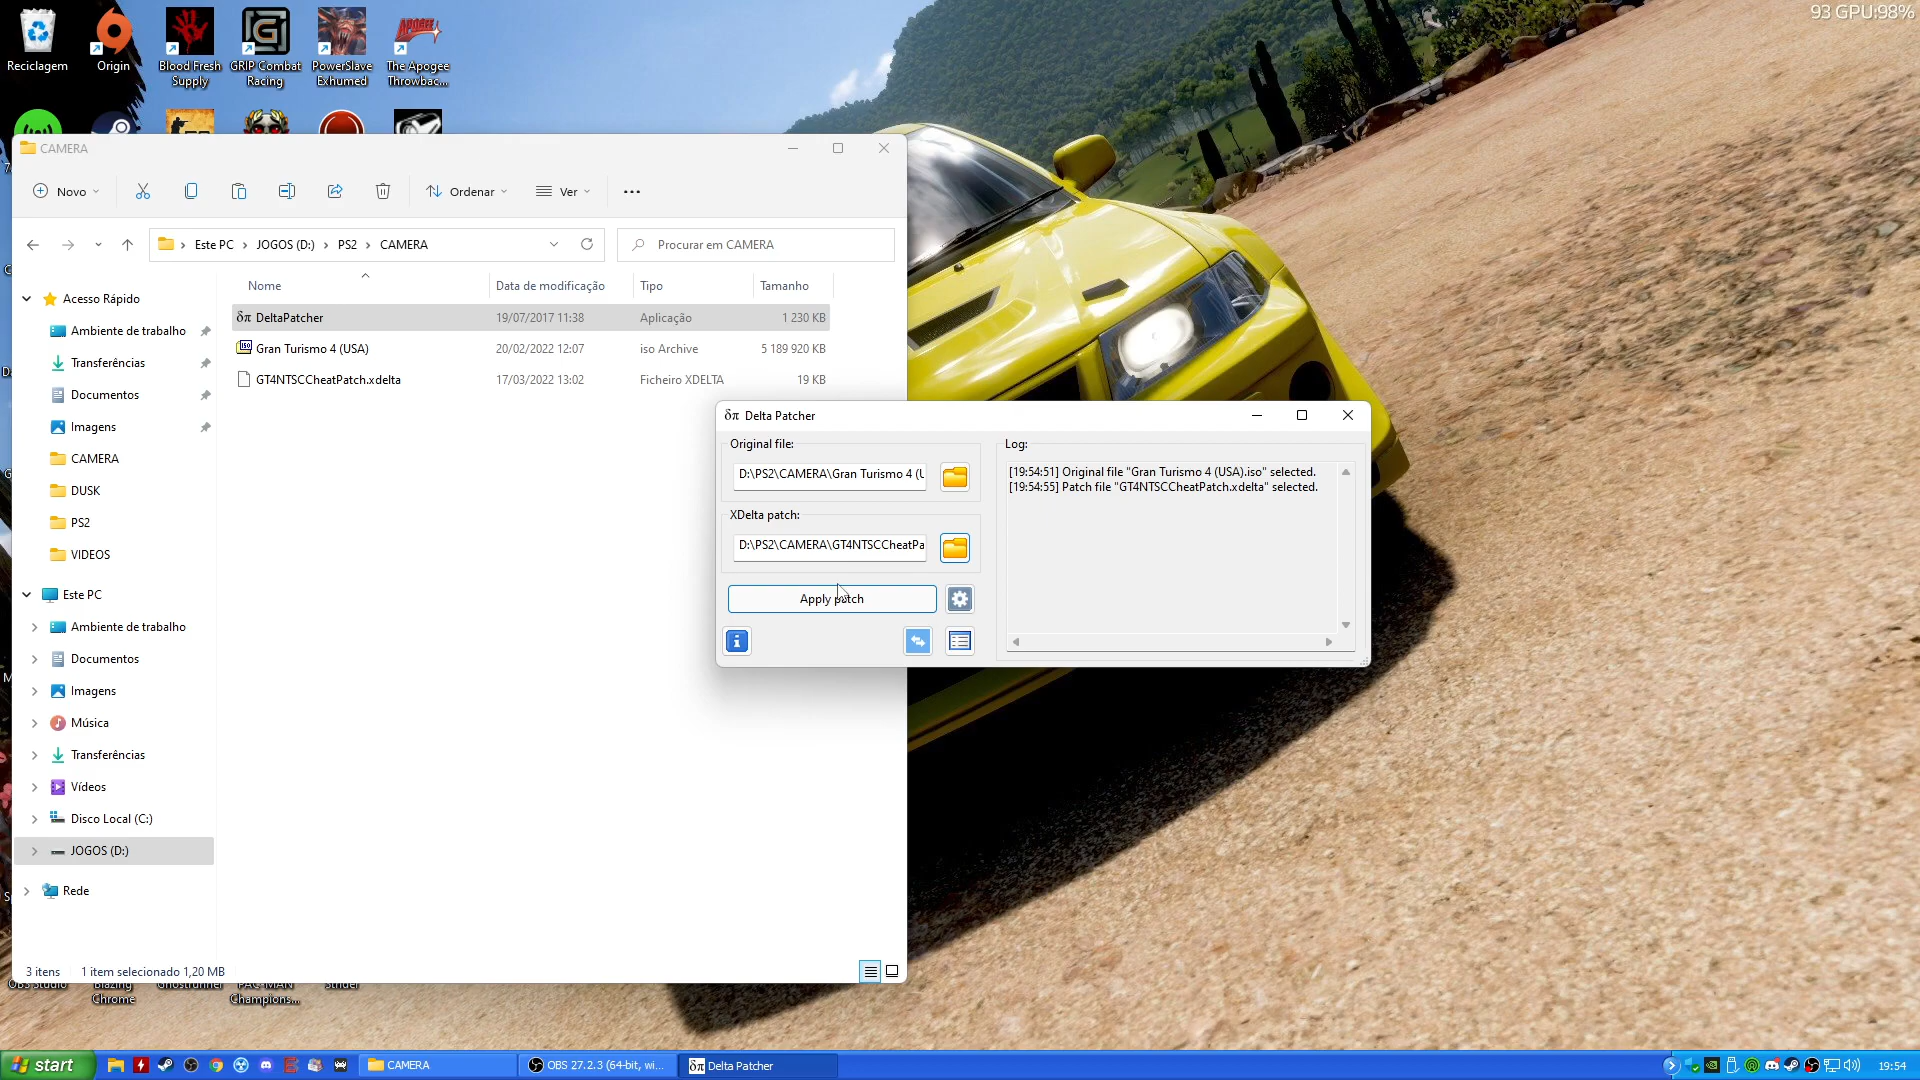 93 GPU:98%
Reciclagem
Origin
Blood Fresh
Supply
GRIP Combat
Racing
PowerSlave
Exhumed
The Apogee
Throwbac...
CAMERA
Novo
Ordenar
Ver
Este PC
JOGOS (D:)
PS2
CAMERA
Procurar em CAMERA
Nome
Data de modificação
Tipo
Tamanho
DeltaPatcher
19/07/2017 11:38
Aplicação
1 230 KB
Gran Turismo 4 (USA)
20/02/2022 12:07
iso Archive
5 189 920 KB
GT4NTSCCheatPatch.xdelta
17/03/2022 13:02
Ficheiro XDELTA
19 KB
Acesso Rápido
Ambiente de trabalho
Transferências
Documentos
Imagens
CAMERA
DUSK
PS2
VIDEOS
Este PC
Ambiente de trabalho
Documentos
Imagens
Música
Transferências
Vídeos
Disco Local (C:)
JOGOS (D:)
Rede
3 itens
1 item selecionado 1,20 MB
δπ Delta Patcher
Original file:
D:\PS2\CAMERA\Gran Turismo 4 (U
XDelta patch:
D:\PS2\CAMERA\GT4NTSCCheatPa
Apply patch
Log:
[19:54:51] Original file "Gran Turismo 4 (USA).iso" selected.
[19:54:55] Patch file "GT4NTSCCheatPatch.xdelta" selected.
OBS Studio
Blazing
Chrome
Ghostrunner
PAC-MAN
Champions...
Strider
start
CAMERA
OBS 27.2.3 (64-bit, wi...
δπ Delta Patcher
19:54